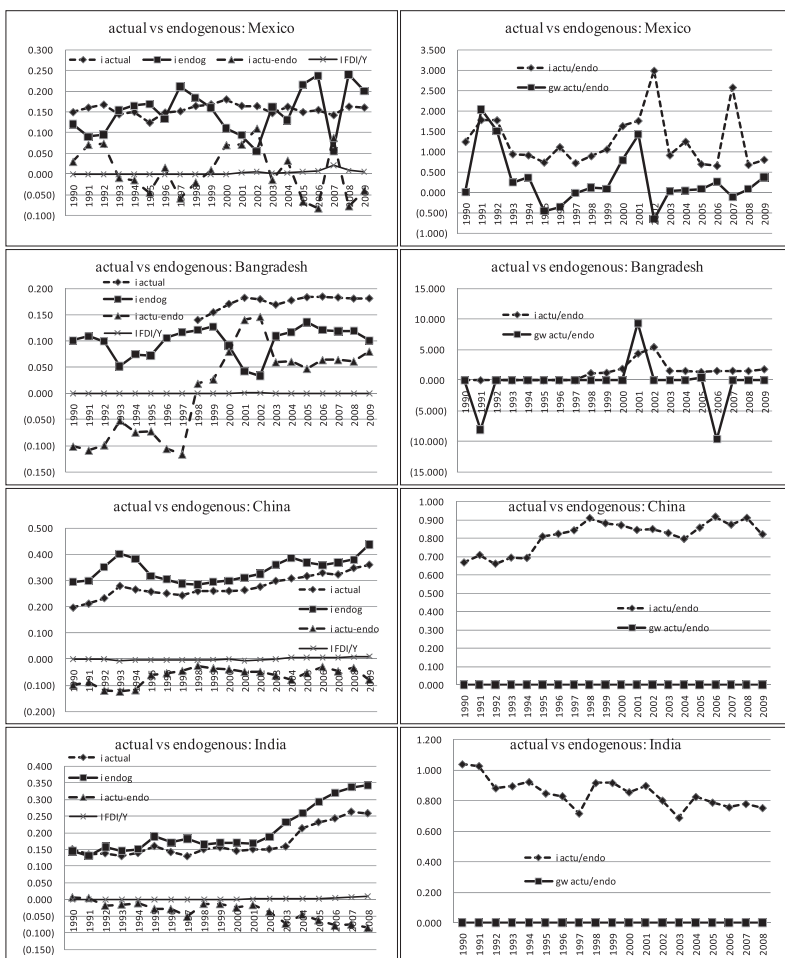 actual vs endogenous: Mexico
0.300
0.250
0.200
0.150
0.100
0.050
0.000
(0.050)
(0.100)
i actual
i endog
i actu-endo
I FDI/Y
1990 1991 1992 1993 1994 1995 1996 1997 1998 1999 2000 2001 2002 2003 2004 2005 2006 2007 2008 2009
actual vs endogenous: Mexico
3.500
3.000
2.500
2.000
1.500
1.000
0.500
0.000
(0.500)
(1.000)
i actu/endo
gw actu/endo
1990 1991 1992 1993 1994 1995 1996 1997 1998 1999 2000 2001 2002 2003 2004 2005 2006 2007 2008 2009
actual vs endogenous: Bangradesh
0.200
0.150
0.100
0.050
0.000
(0.050)
(0.100)
(0.150)
i actual
i endog
i actu-endo
I FDI/Y
1990 1991 1992 1993 1994 1995 1996 1997 1998 1999 2000 2001 2002 2003 2004 2005 2006 2007 2008 2009
actual vs endogenous: Bangradesh
15.000
10.000
5.000
0.000
(5.000)
(10.000)
(15.000)
i actu/endo
gw actu/endo
1990 1991 1992 1993 1994 1995 1996 1997 1998 1999 2000 2001 2002 2003 2004 2005 2006 2007 2008 2009
actual vs endogenous: China
0.500
0.400
0.300
0.200
0.100
0.000
(0.100)
(0.200)
i actual
i endog
i actu-endo
I FDI/Y
1990 1991 1992 1993 1994 1995 1996 1997 1998 1999 2000 2001 2002 2003 2004 2005 2006 2007 2008 2009
actual vs endogenous: China
1.000
0.900
0.800
0.700
0.600
0.500
0.400
0.300
0.200
0.100
0.000
i actu/endo
gw actu/endo
1990 1991 1992 1993 1994 1995 1996 1997 1998 1999 2000 2001 2002 2003 2004 2005 2006 2007 2008 2009
actual vs endogenous: India
0.400
0.350
0.300
0.250
0.200
0.150
0.100
0.050
0.000
(0.050)
(0.100)
(0.150)
i actual
i endog
i actu-endo
I FDI/Y
1990 1991 1992 1993 1994 1995 1996 1997 1998 1999 2000 2001 2002 2003 2004 2005 2006 2007 2008
actual vs endogenous: India
1.200
1.000
0.800
0.600
0.400
0.200
0.000
i actu/endo
gw actu/endo
1990 1991 1992 1993 1994 1995 1996 1997 1998 1999 2000 2001 2002 2003 2004 2005 2006 2007 2008